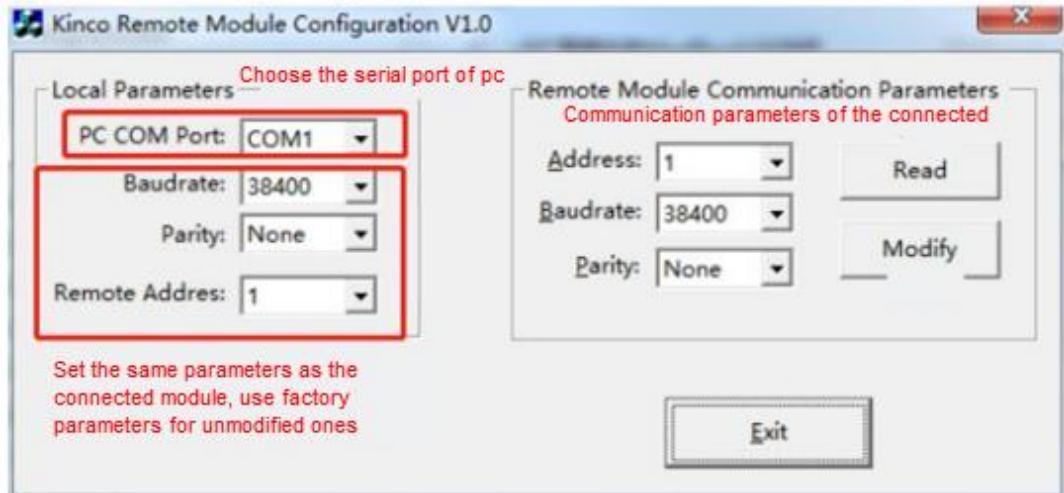 Kinco Remote Module Configuration V1.0
Choose the serial port of pc
Local Parameters
PC COM Port: COM1
Baudrate: 38400
Parity: None
Remote Addres: 1
Set the same parameters as the
connected module, use factory
parameters for unmodified ones
Remote Module Communication Parameters
Communication parameters of the connected
Address: 1
Read
Baudrate: 38400
Modify
Parity: None
Exit